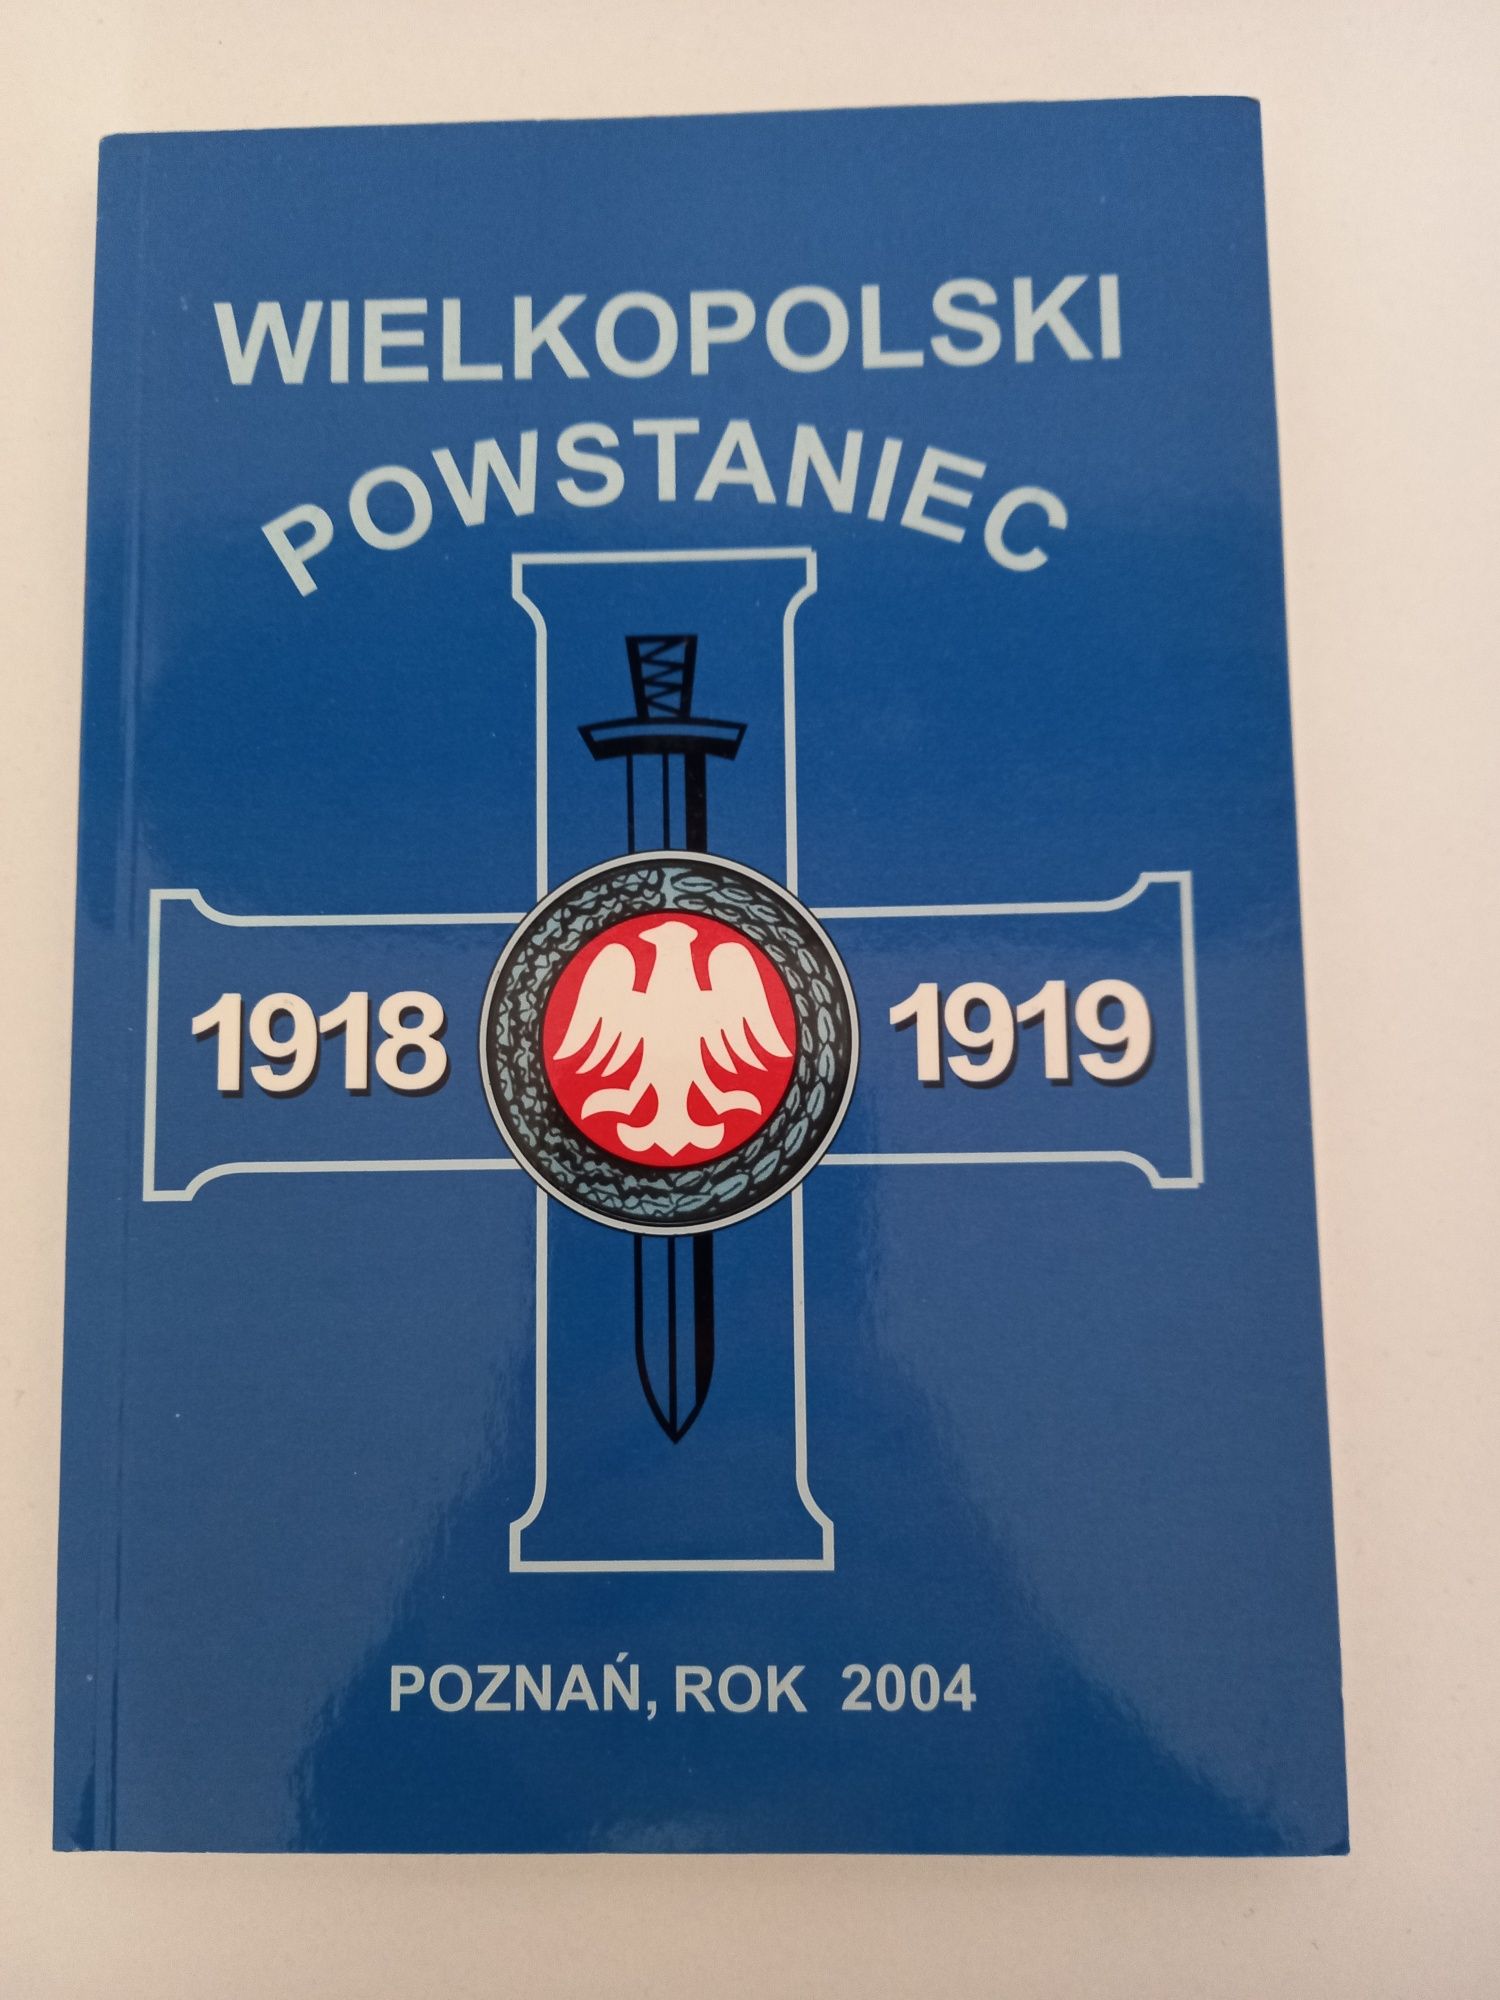 WIELKOPOLSKI
POWSTANIEC
1918 1919
POZNAŃ, ROK 2004